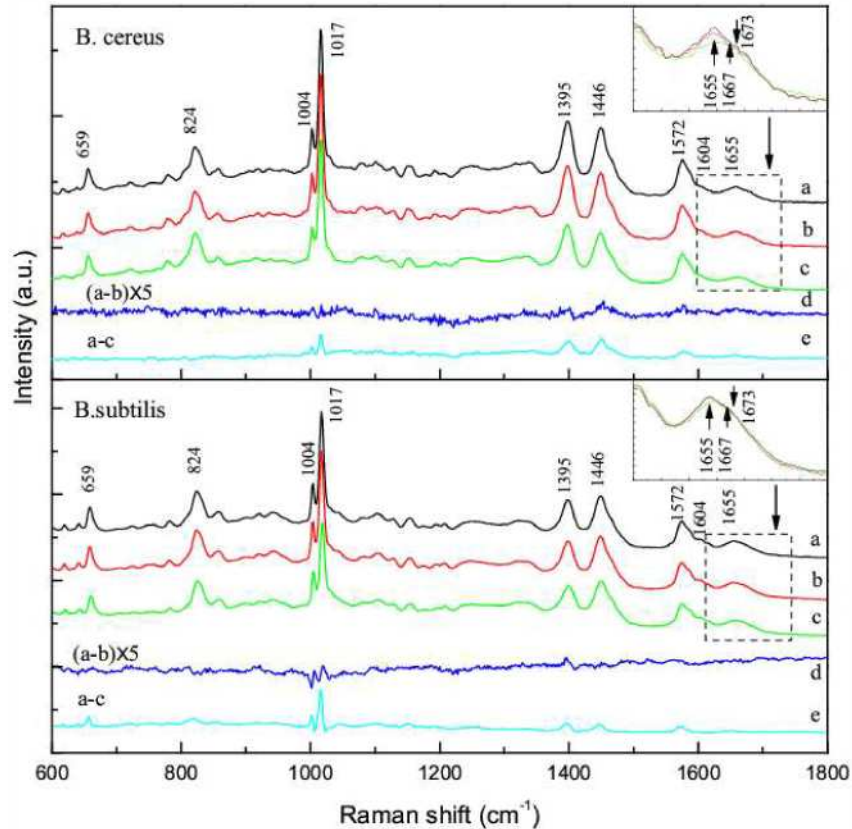 B. cereus
659
824
1004
1017
1395
1446
1572
1604
1655
1673
1655
1667
a
b
c
(a-b)X5
d
a-c
e
B.subtilis
659
824
1004
1017
1395
1446
1572
1604
1655
1673
1655
1667
a
b
c
(a-b)X5
d
a-c
e
600
800
1000
1200
1400
1600
1800
Intensity (a.u.)
Raman shift (cm⁻¹)